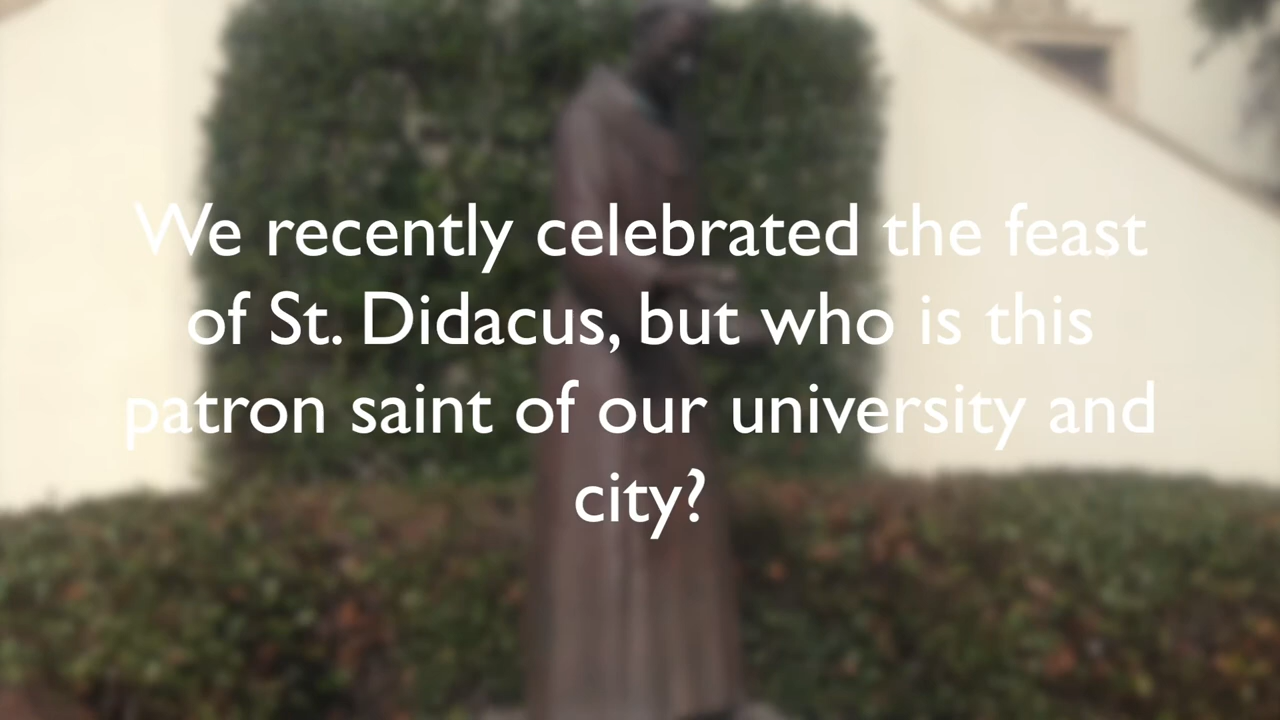 We recently celebrated the feast
of St. Didacus, but who is this
patron saint of our university and
city?